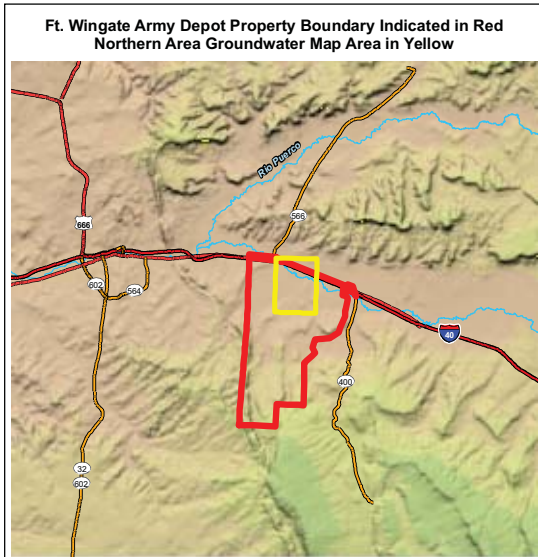 Ft. Wingate Army Depot Property Boundary Indicated in Red
Northern Area Groundwater Map Area in Yellow
Rio Puerco
566
666
602
564
40
400
32
602